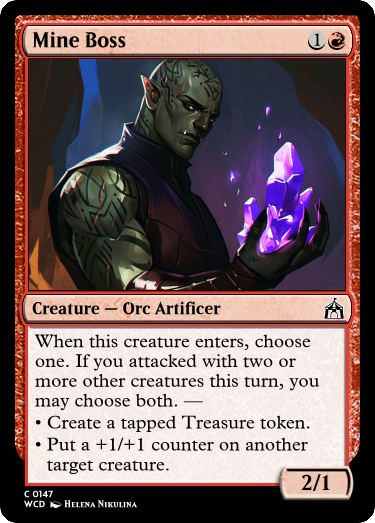 Mine Boss 1
Creature — Orc Artificer
When this creature enters, choose
one. If you attacked with two or
more other creatures this turn, you
may choose both. —
• Create a tapped Treasure token.
• Put a +1/+1 counter on another
target creature.
2/1
C 0147
WCD Helena Nikulina